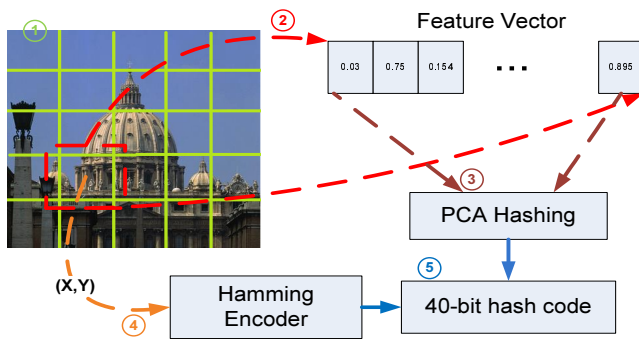 1
2
Feature Vector
0.03 0.75 0.154 ... 0.895
3
PCA Hashing
(X,Y)
4
Hamming
Encoder
5
40-bit hash code